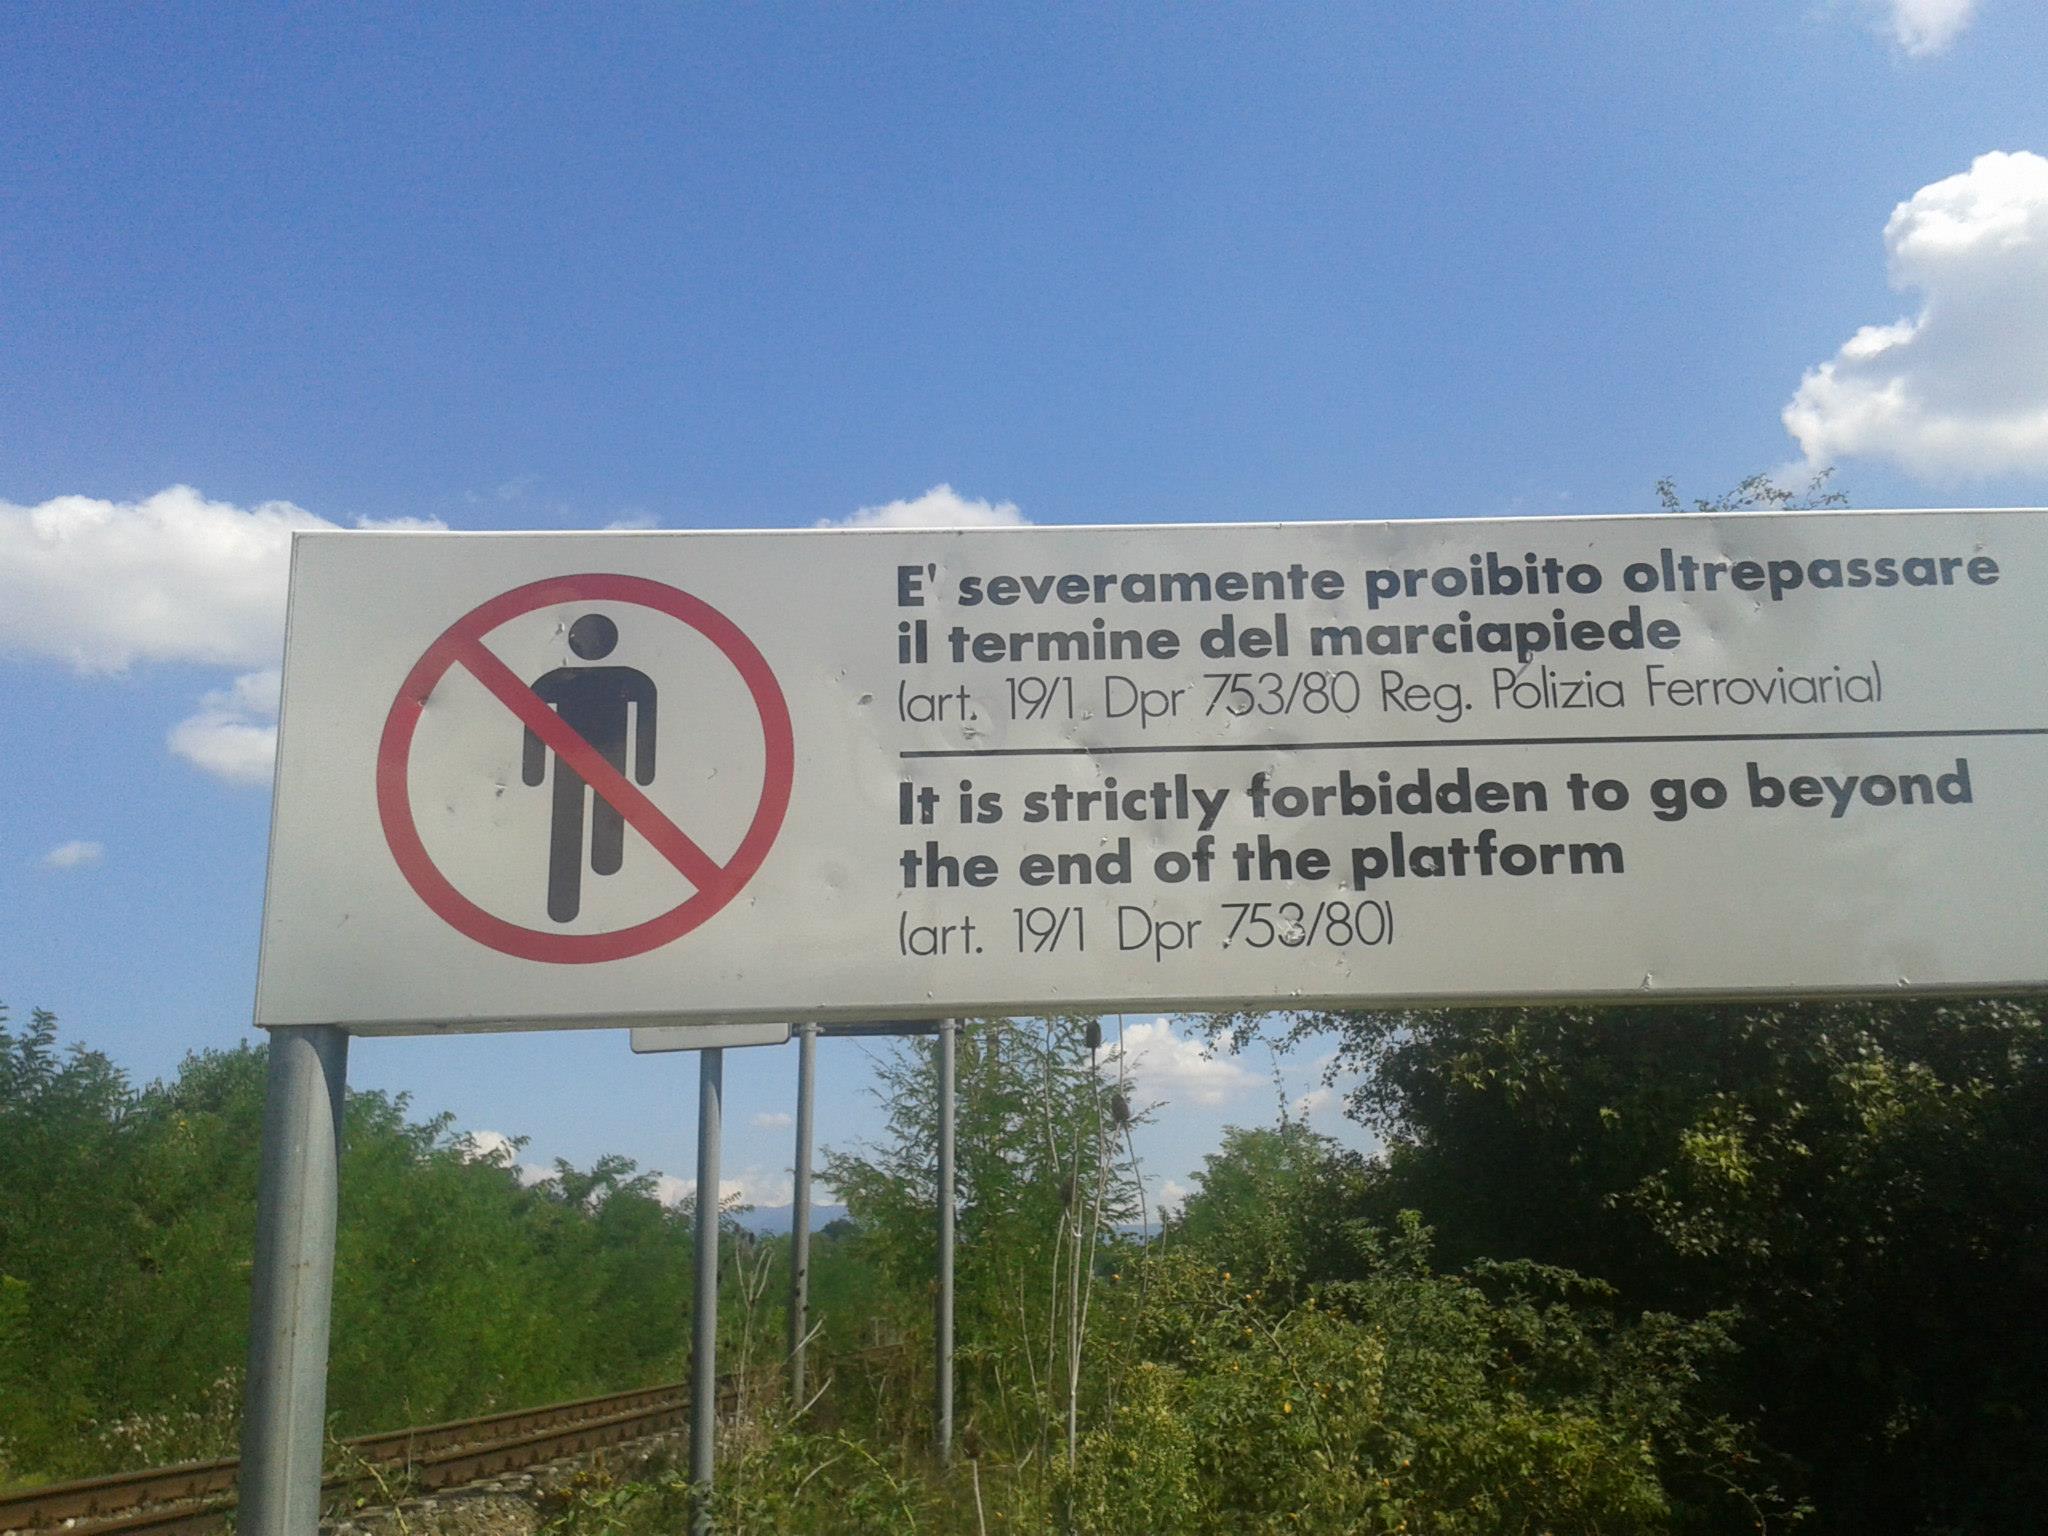 E' severamente proibito oltrepassare
il termine del marciapiede
(art. 19/1 Dpr 753/80 Reg. Polizia Ferroviaria)
It is strictly forbidden to go beyond
the end of the platform
(art. 19/1 Dpr 753/80)